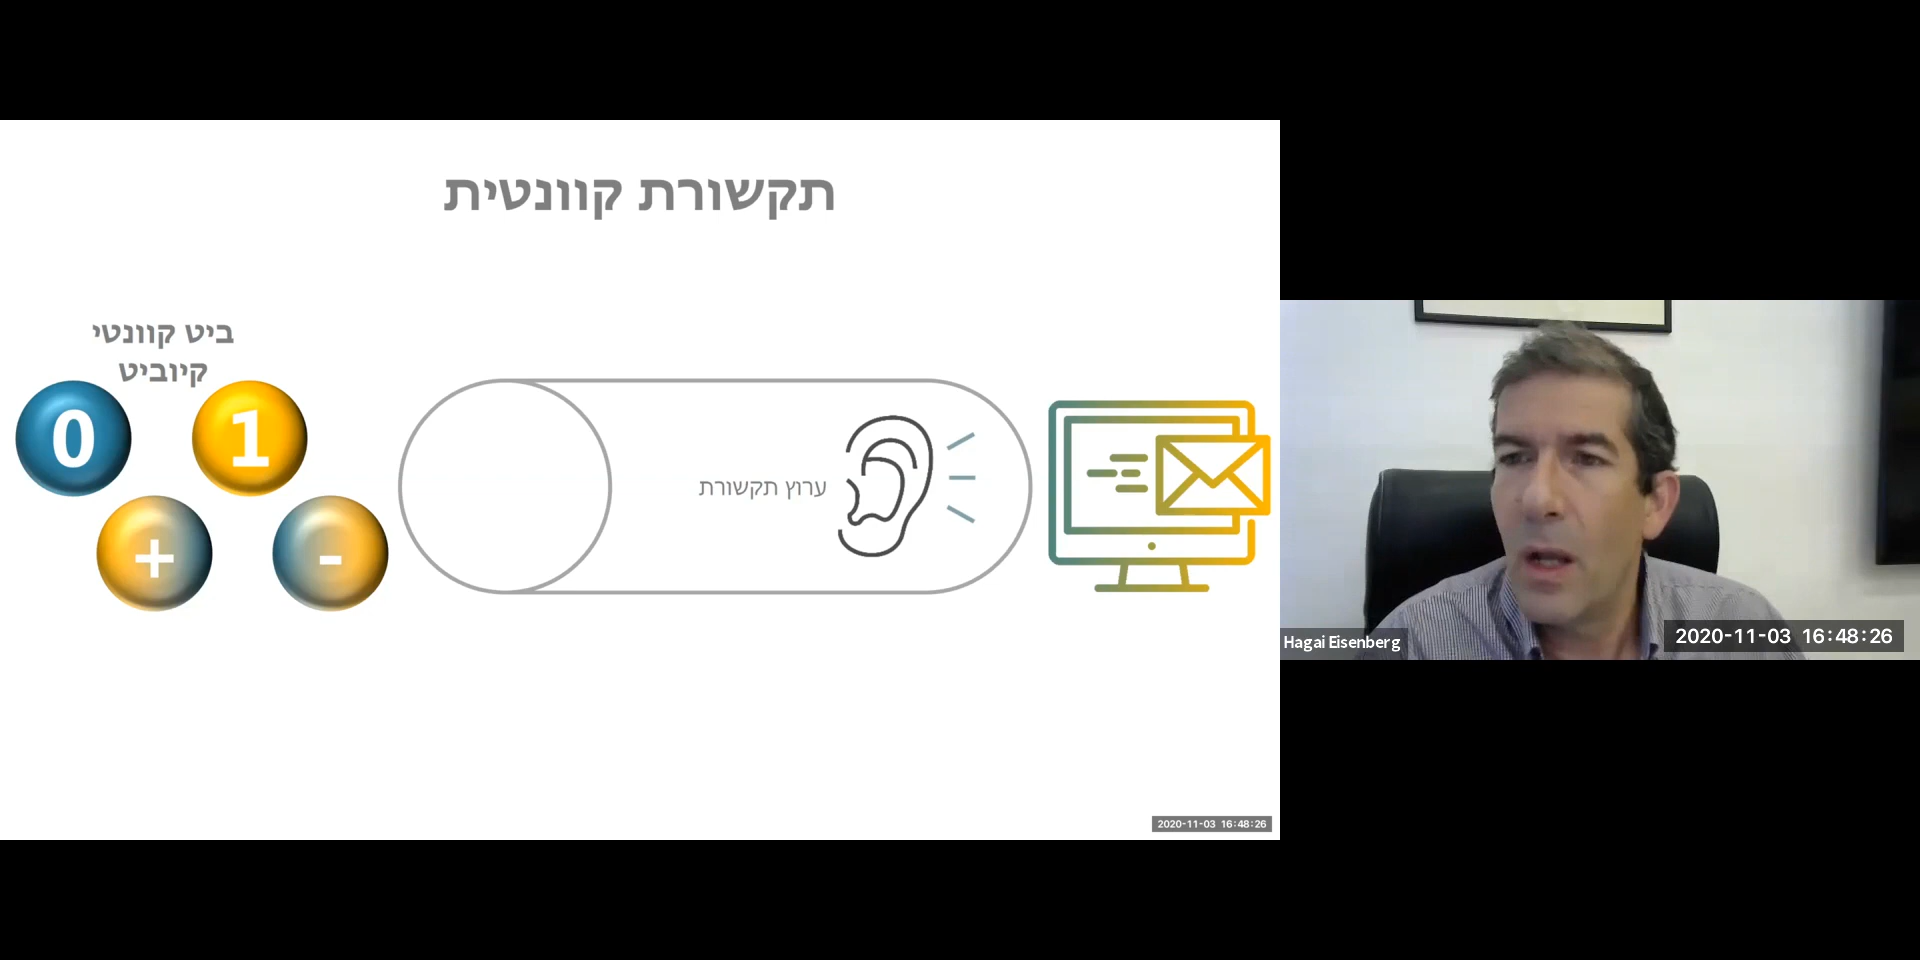 תקשורת קוונטית
ביט קוונטי
קיוביט
0
1
+
-
ערוץ תקשורת
2020-11-03 16:48:26
Hagai Eisenberg
2020-11-03 16:48:26